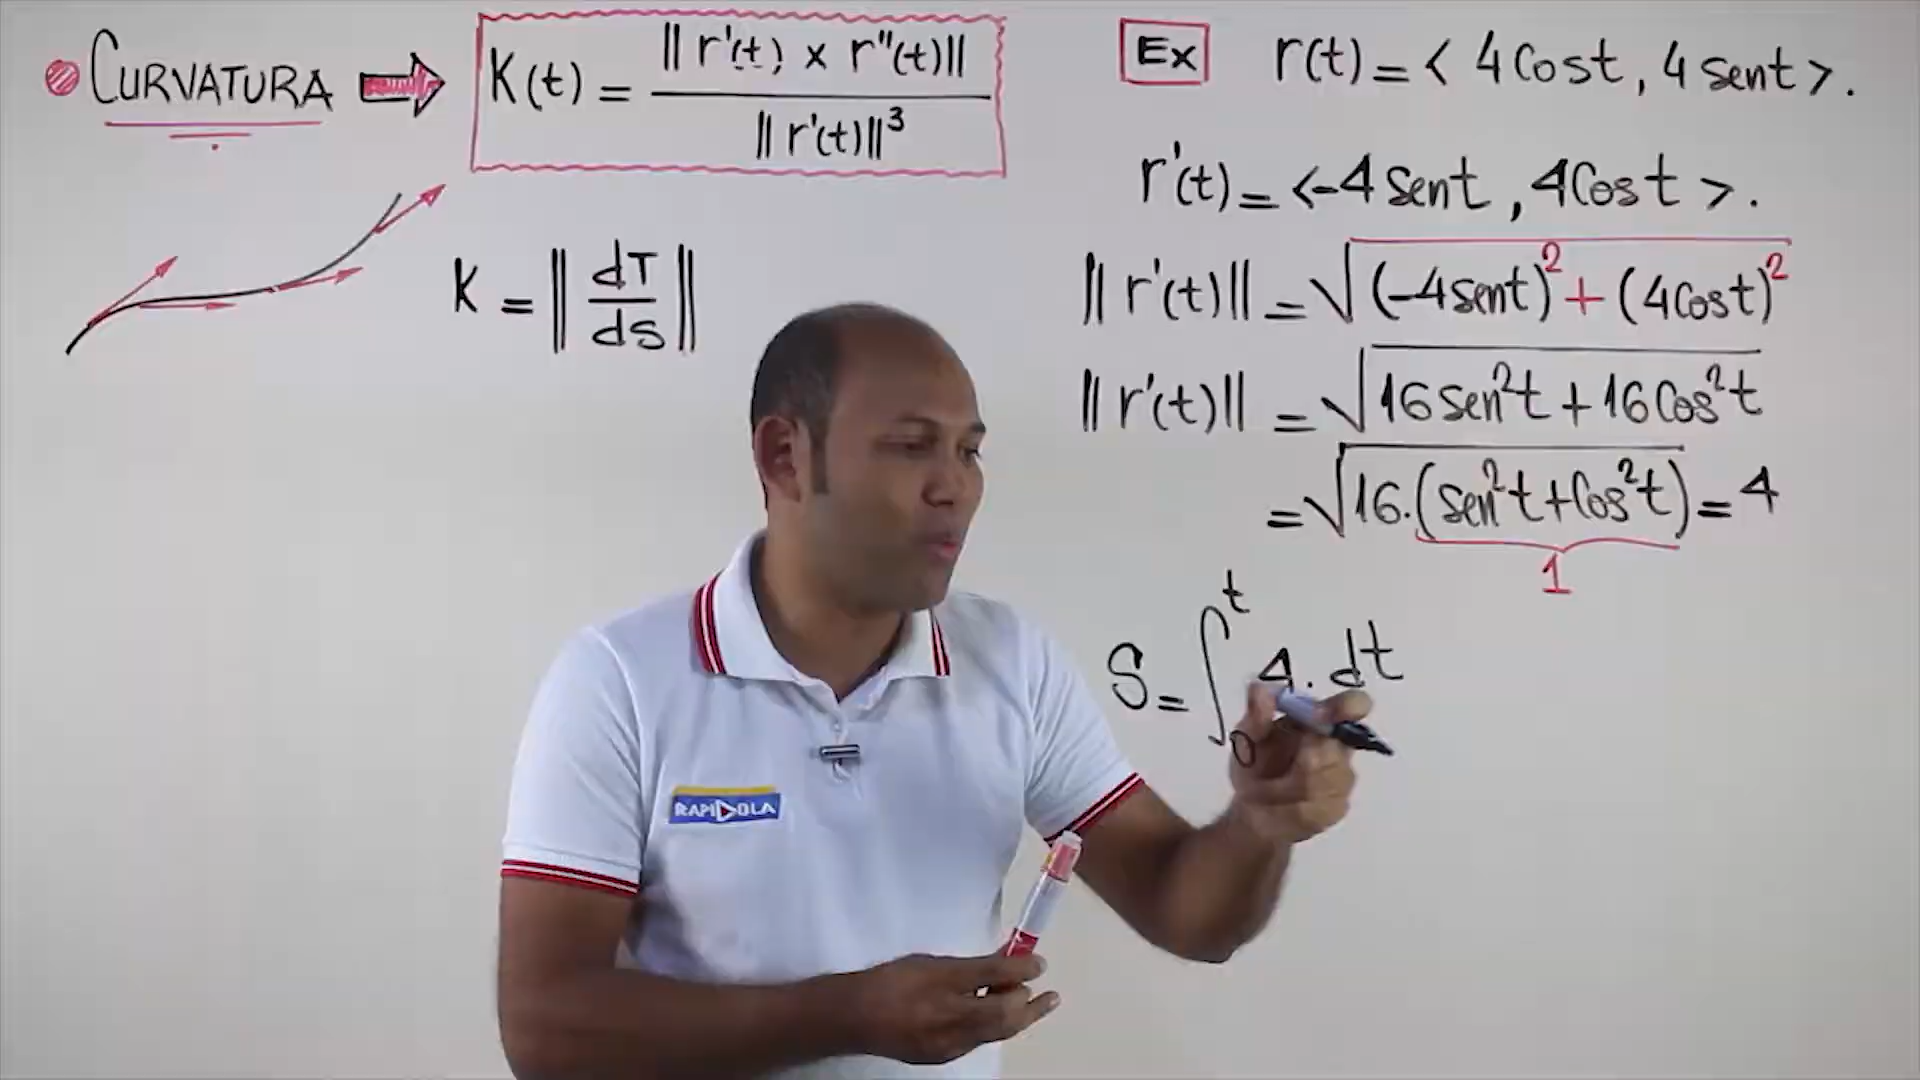 CURVATURA
K(t) = || r'(t) x r''(t)|| / || r'(t)||³
K = || dT/ds ||
Ex r(t) = < 4 Cost, 4 sent >.
r'(t) = <-4 sent, 4Cos t >.
|| r'(t) || = √(-4sent)² + (4cost)²
|| r'(t) || = √16sen²t + 16Cos²t
= √16.(sen²t+Cos²t) = 4
1
S = ∫₀ᵗ 4. dt
RAPIDOLA